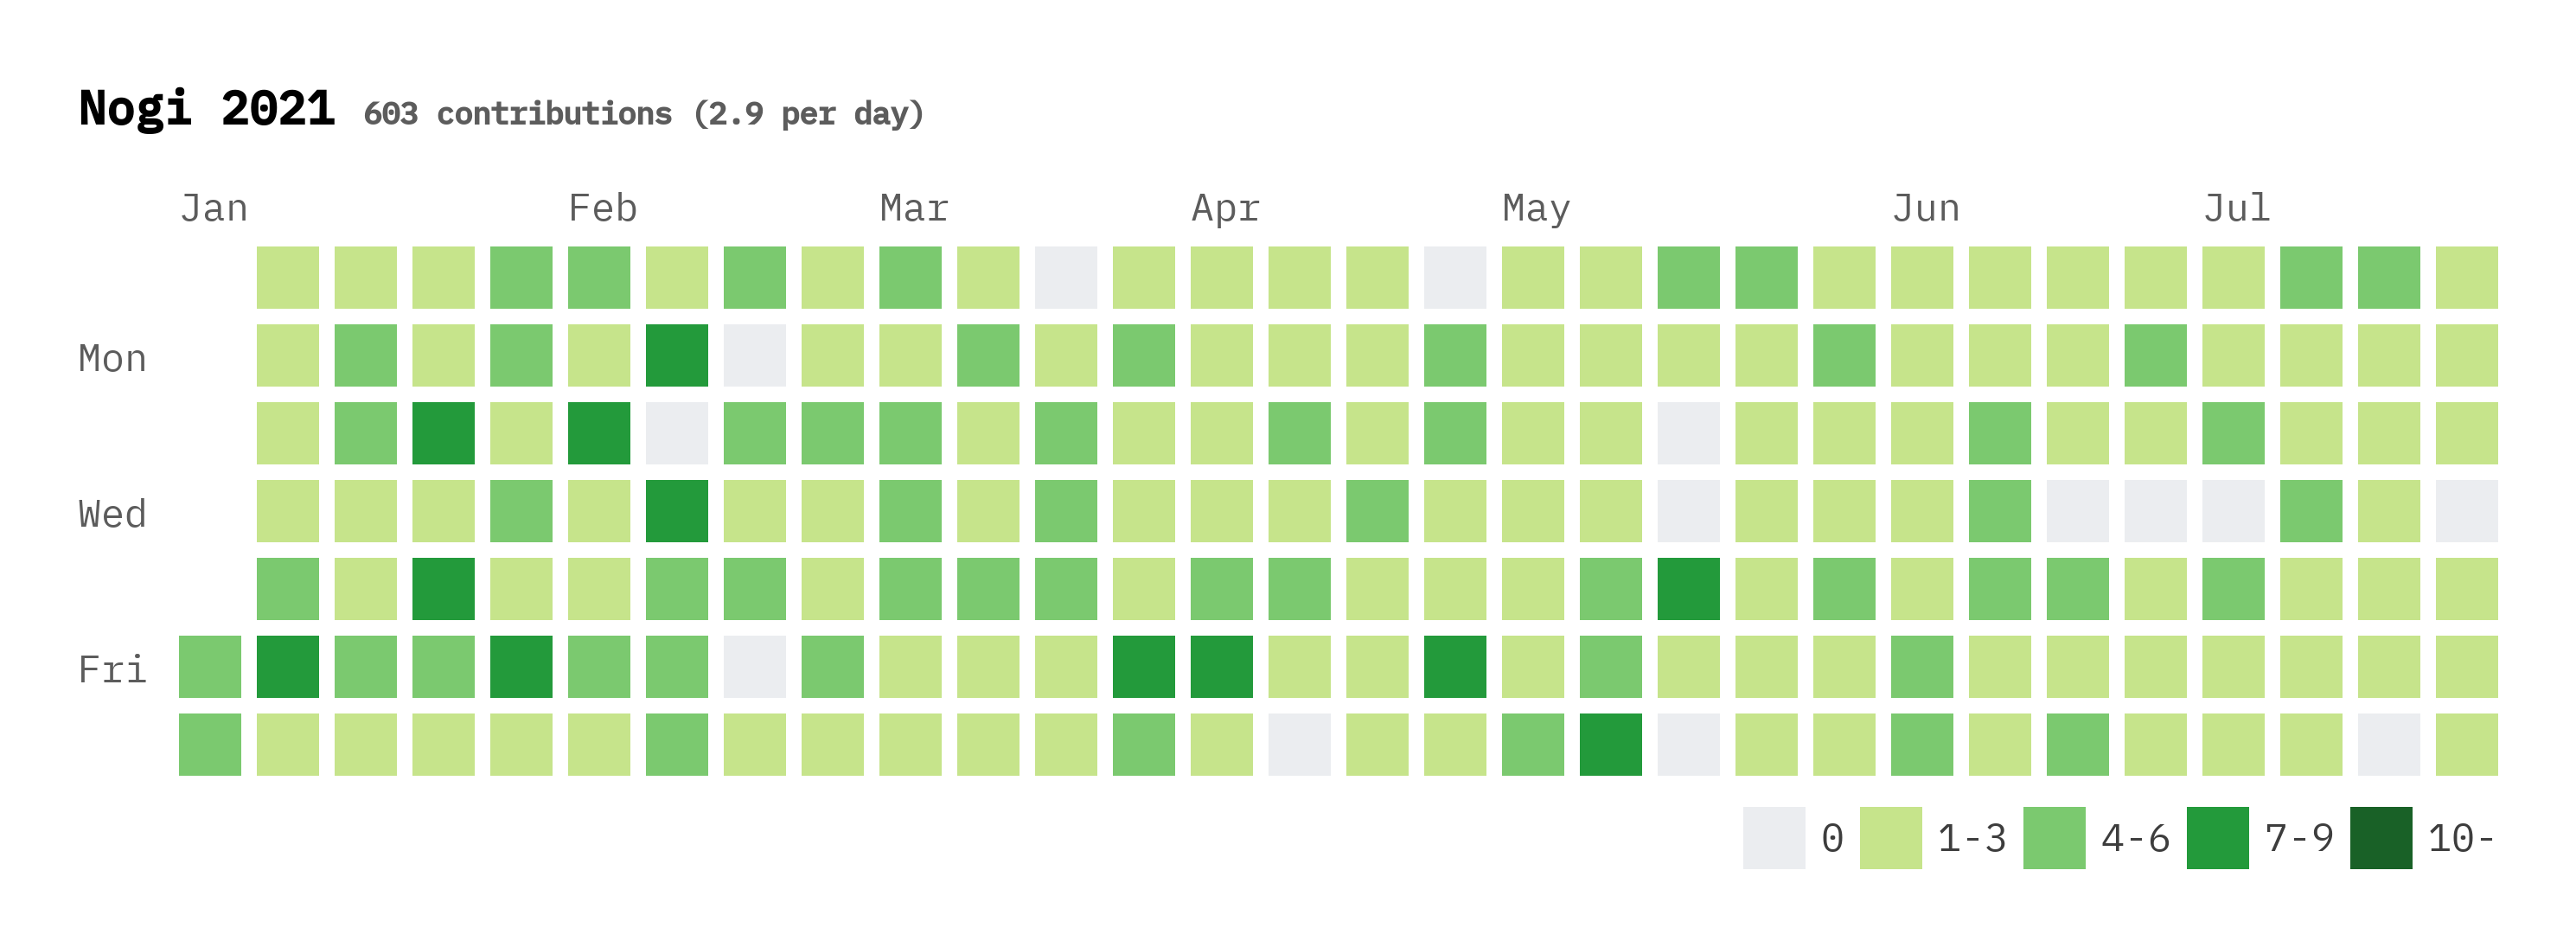 Nogi 2021 603 contributions (2.9 per day)
Jan Feb Mar Apr May Jun Jul
Mon
Wed
Fri
0 1-3 4-6 7-9 10-